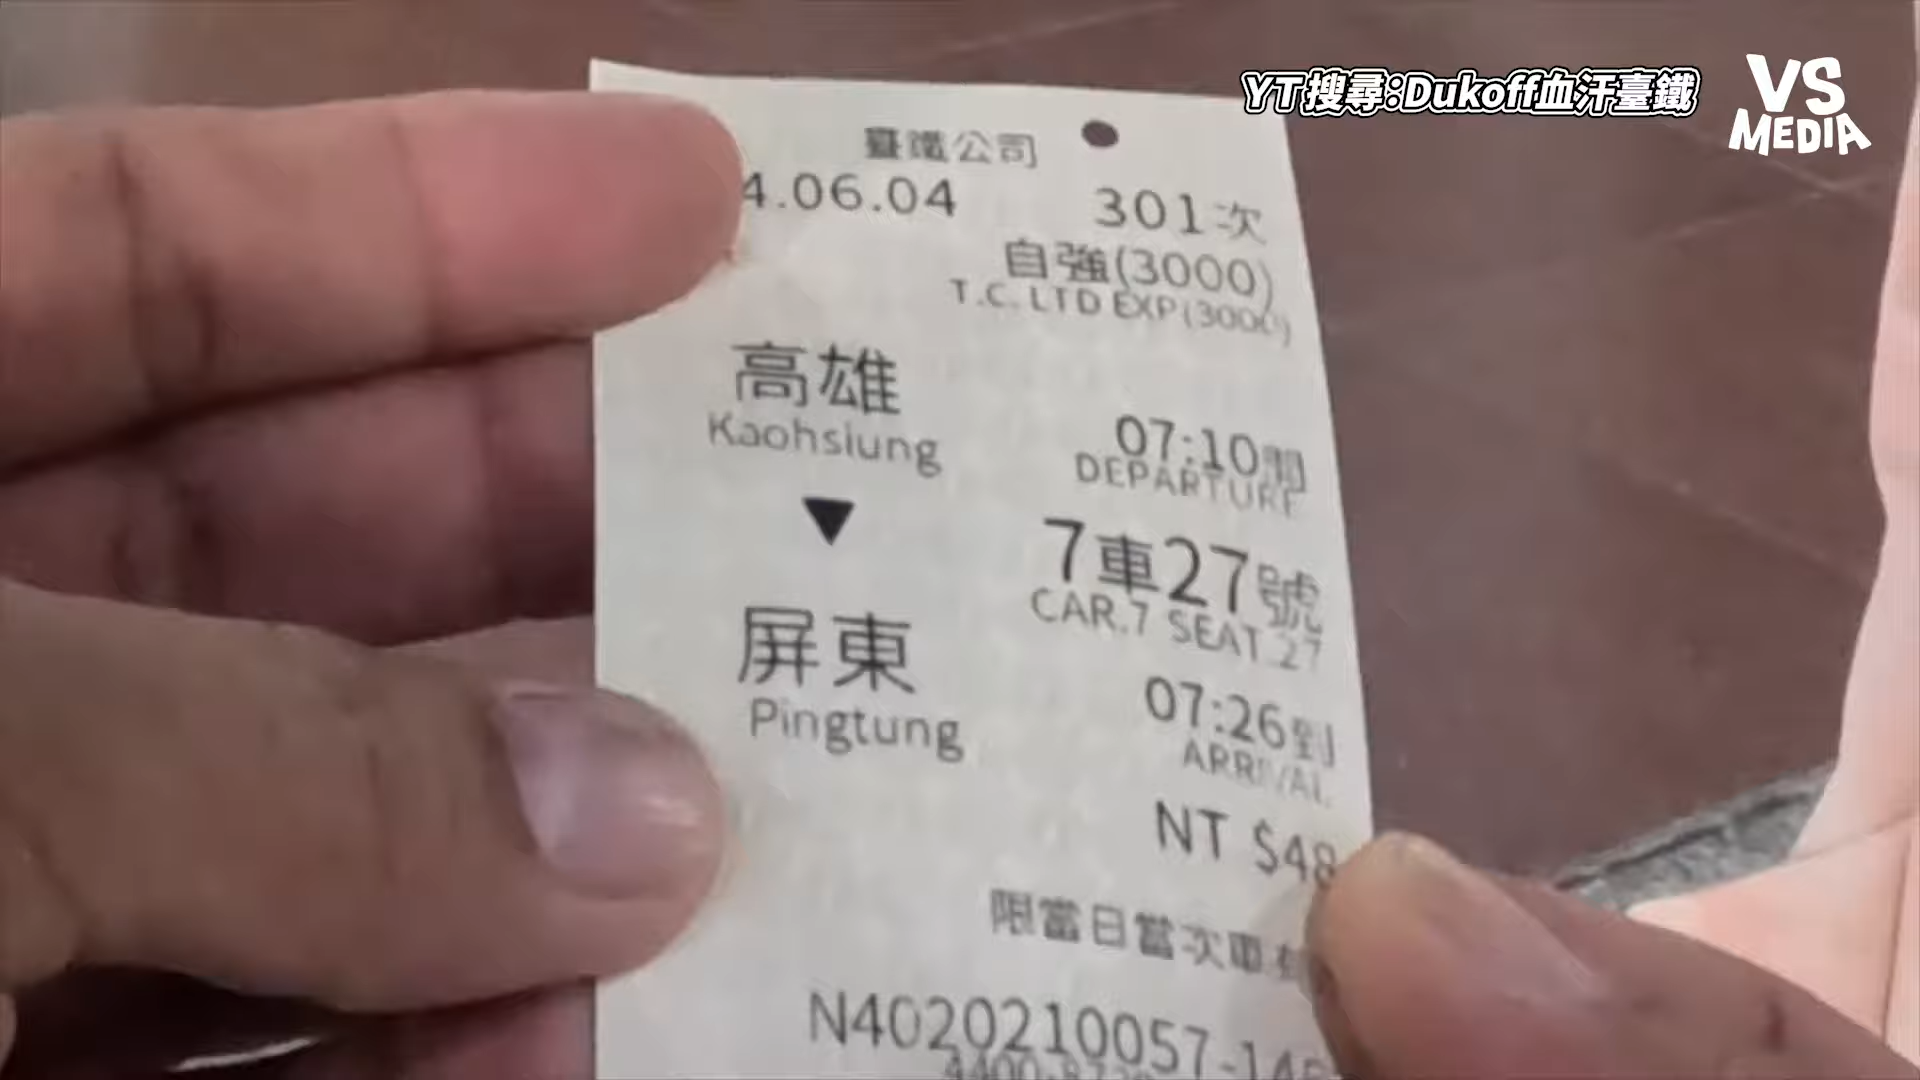 YT搜尋:Dukoff血汗臺鐵
VS
MEDIA
臺鐵公司
4.06.04
301次
自強(3000)
T.C. LTD EXP(3000)
高雄
Kaohsiung
07:10開
DEPARTURE
7車27號
CAR.7 SEAT.27
屏東
Pingtung
07:26到
ARRIVAL
NT $48
限當日當次車
N4020210057-146